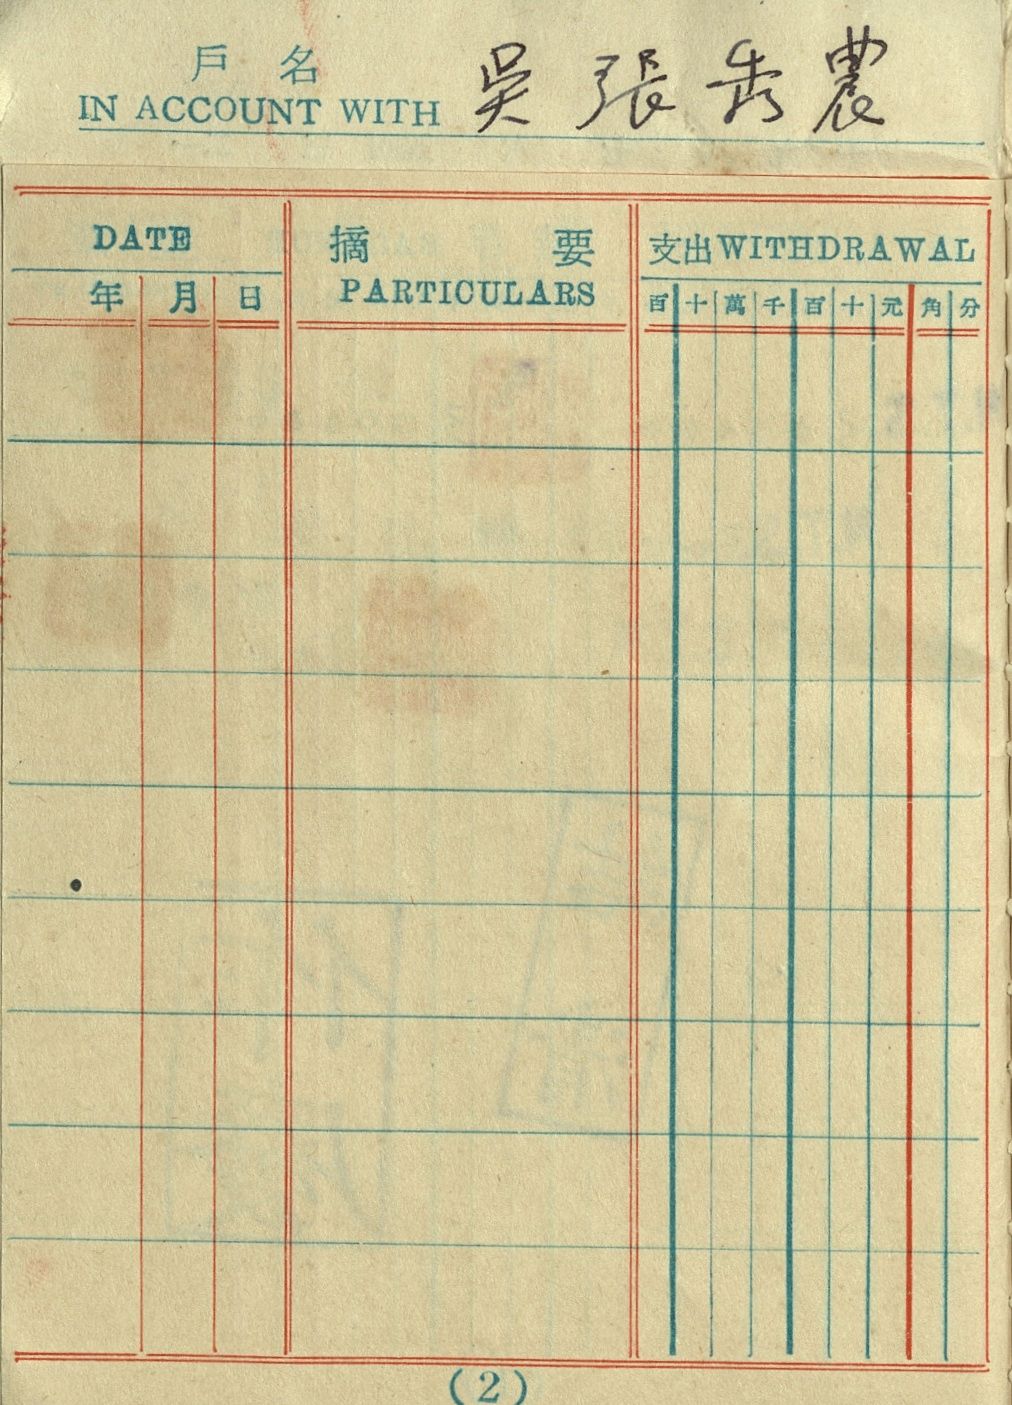 戶名 吳張秀農
IN ACCOUNT WITH
DATE 摘要 支出WITHDRAWAL
年 月 日 PARTICULARS 百 十 萬 千 百 十 元 角 分
(2)